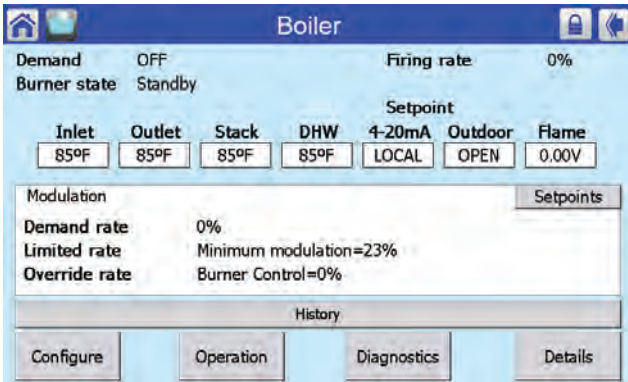 Boiler
Demand OFF Firing rate 0%
Burner state Standby
Setpoint
Inlet Outlet Stack DHW 4-20mA Outdoor Flame
85ºF 85ºF 85ºF 85ºF LOCAL OPEN 0.00V
Modulation Setpoints
Demand rate 0%
Limited rate Minimum modulation=23%
Override rate Burner Control=0%
History
Configure Operation Diagnostics Details